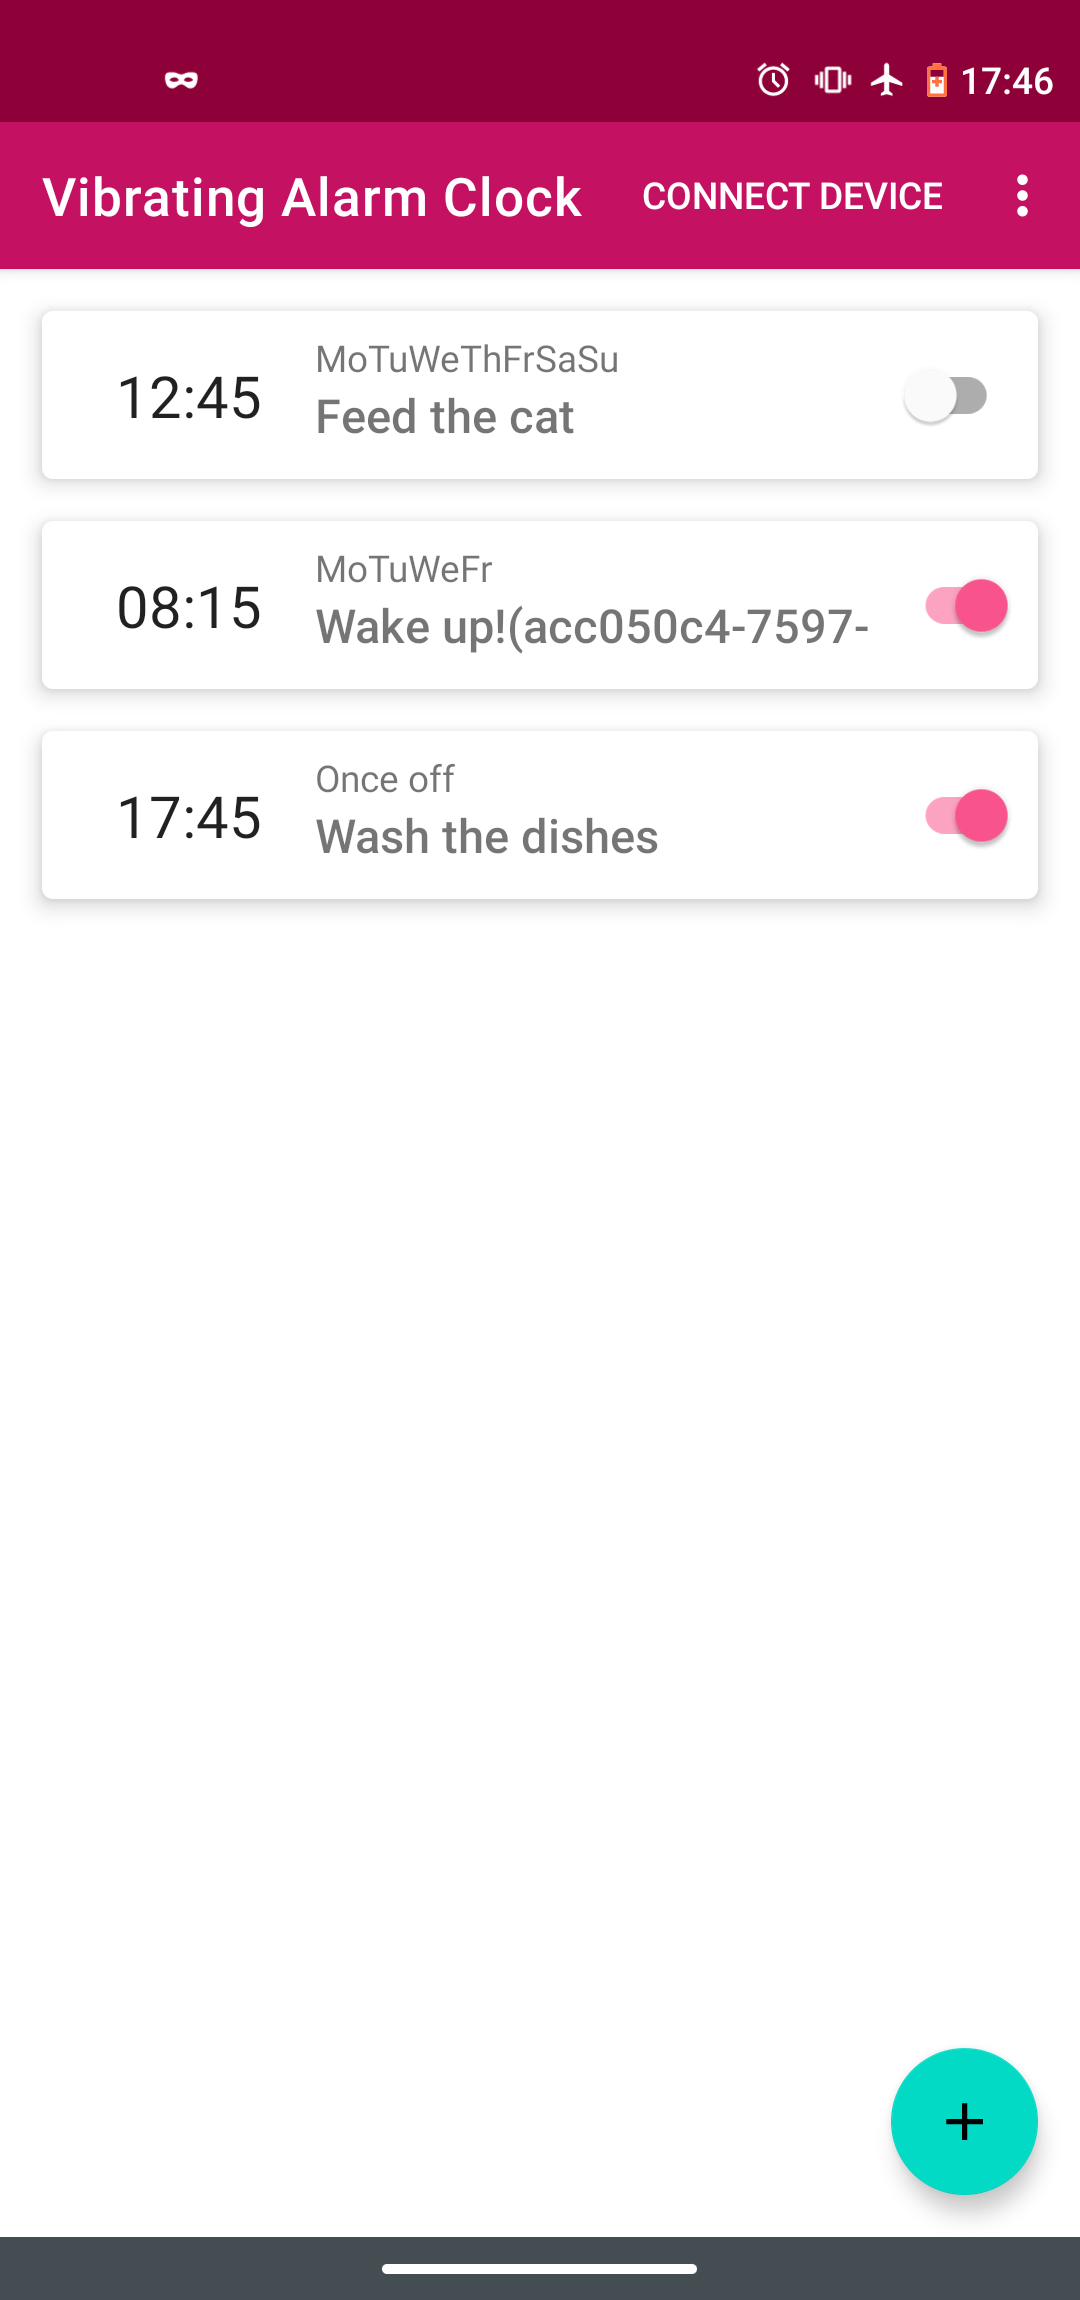 17:46
Vibrating Alarm Clock CONNECT DEVICE
MoTuWeThFrSaSu
12:45
Feed the cat
MoTuWeFr
08:15
Wake up!(acc050c4-7597-
Once off
17:45
Wash the dishes
+